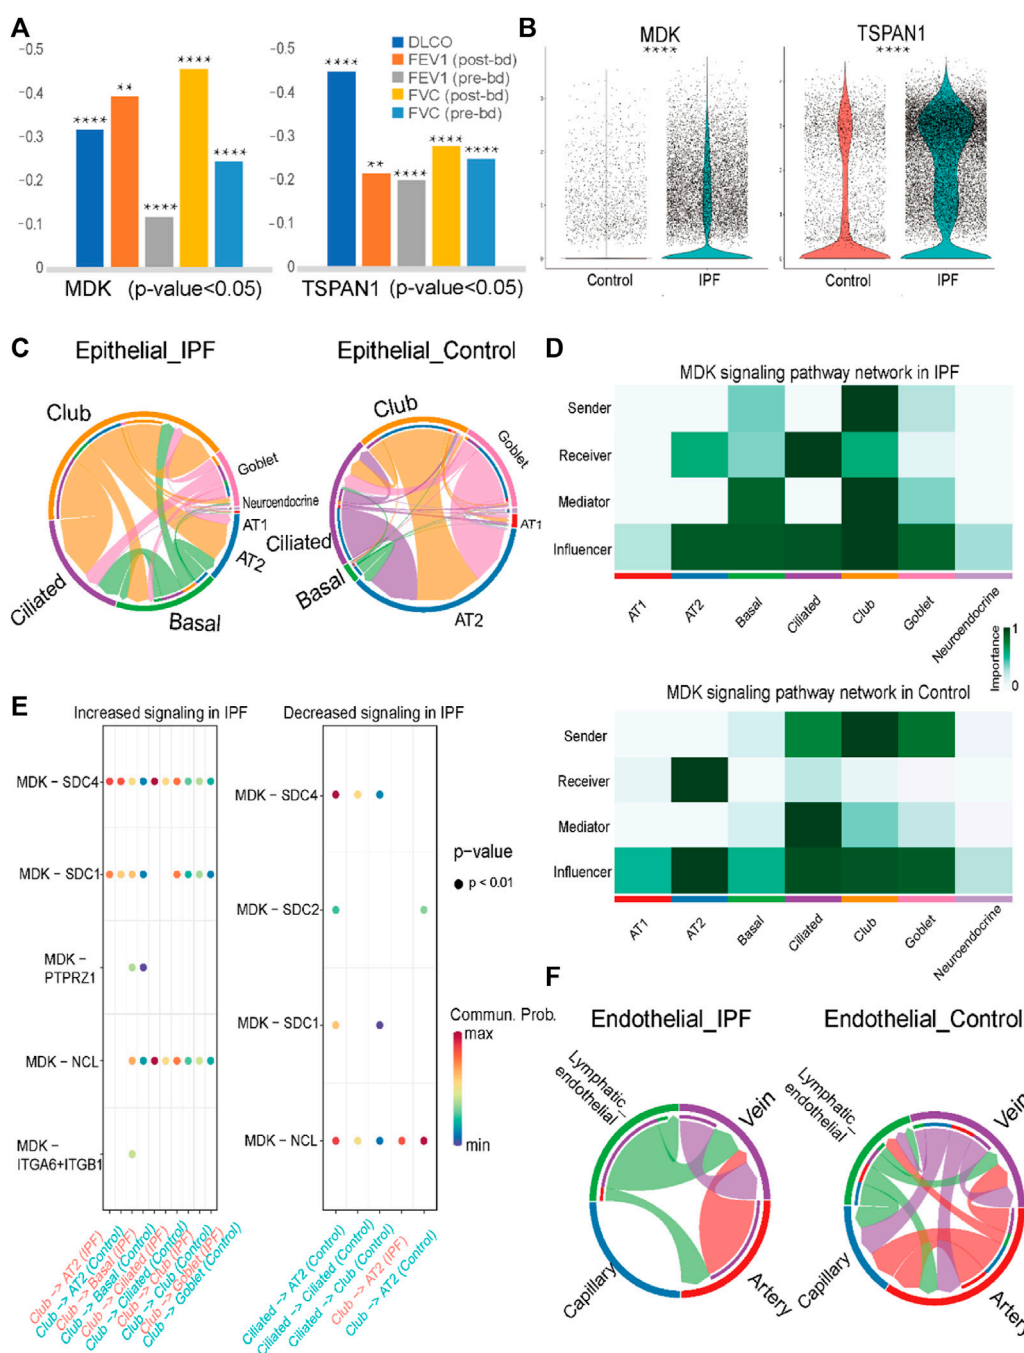 A
-0.5
-0.4
-0.3
-0.2
-0.1
0
****
**
****
****
****
MDK (p-value<0.05)
-0.5
-0.4
-0.3
-0.2
-0.1
0
****
**
****
****
****
TSPAN1 (p-value<0.05)
DLCO
FEV1 (post-bd)
FEV1 (pre-bd)
FVC (post-bd)
FVC (pre-bd)
B
MDK
****
3
2
1
0
Control
IPF
TSPAN1
****
Control
IPF
C
Epithelial_IPF
Club
Goblet
Neuroendocrine
AT1
AT2
Basal
Ciliated
Epithelial_Control
Club
Goblet
AT1
AT2
Basal
Ciliated
D
MDK signaling pathway network in IPF
Sender
Receiver
Mediator
Influencer
AT1
AT2
Basal
Ciliated
Club
Goblet
Neuroendocrine
Importance
1
0
MDK signaling pathway network in Control
Sender
Receiver
Mediator
Influencer
AT1
AT2
Basal
Ciliated
Club
Goblet
Neuroendocrine
E
Increased signaling in IPF
MDK - SDC4
MDK - SDC1
MDK -
PTPRZ1
MDK - NCL
MDK -
ITGA6+ITGB1
Club -> AT2 (IPF)
Club -> AT2 (Control)
Club -> Basal (IPF)
Club -> Basal (Control)
Club -> Ciliated (IPF)
Club -> Ciliated (Control)
Club -> Club (IPF)
Club -> Club (Control)
Club -> Goblet (IPF)
Club -> Goblet (Control)
Decreased signaling in IPF
MDK - SDC4
MDK - SDC2
MDK - SDC1
MDK - NCL
Ciliated -> AT2 (Control)
Ciliated -> Ciliated (Control)
Ciliated -> Club (Control)
Club -> AT2 (IPF)
Club -> AT2 (Control)
p-value
p < 0.01
Commun. Prob.
max
min
F
Endothelial_IPF
Lymphatic_
endothelial
Vein
Capillary
Artery
Endothelial_Control
Lymphatic_
endothelial
Vein
Capillary
Artery